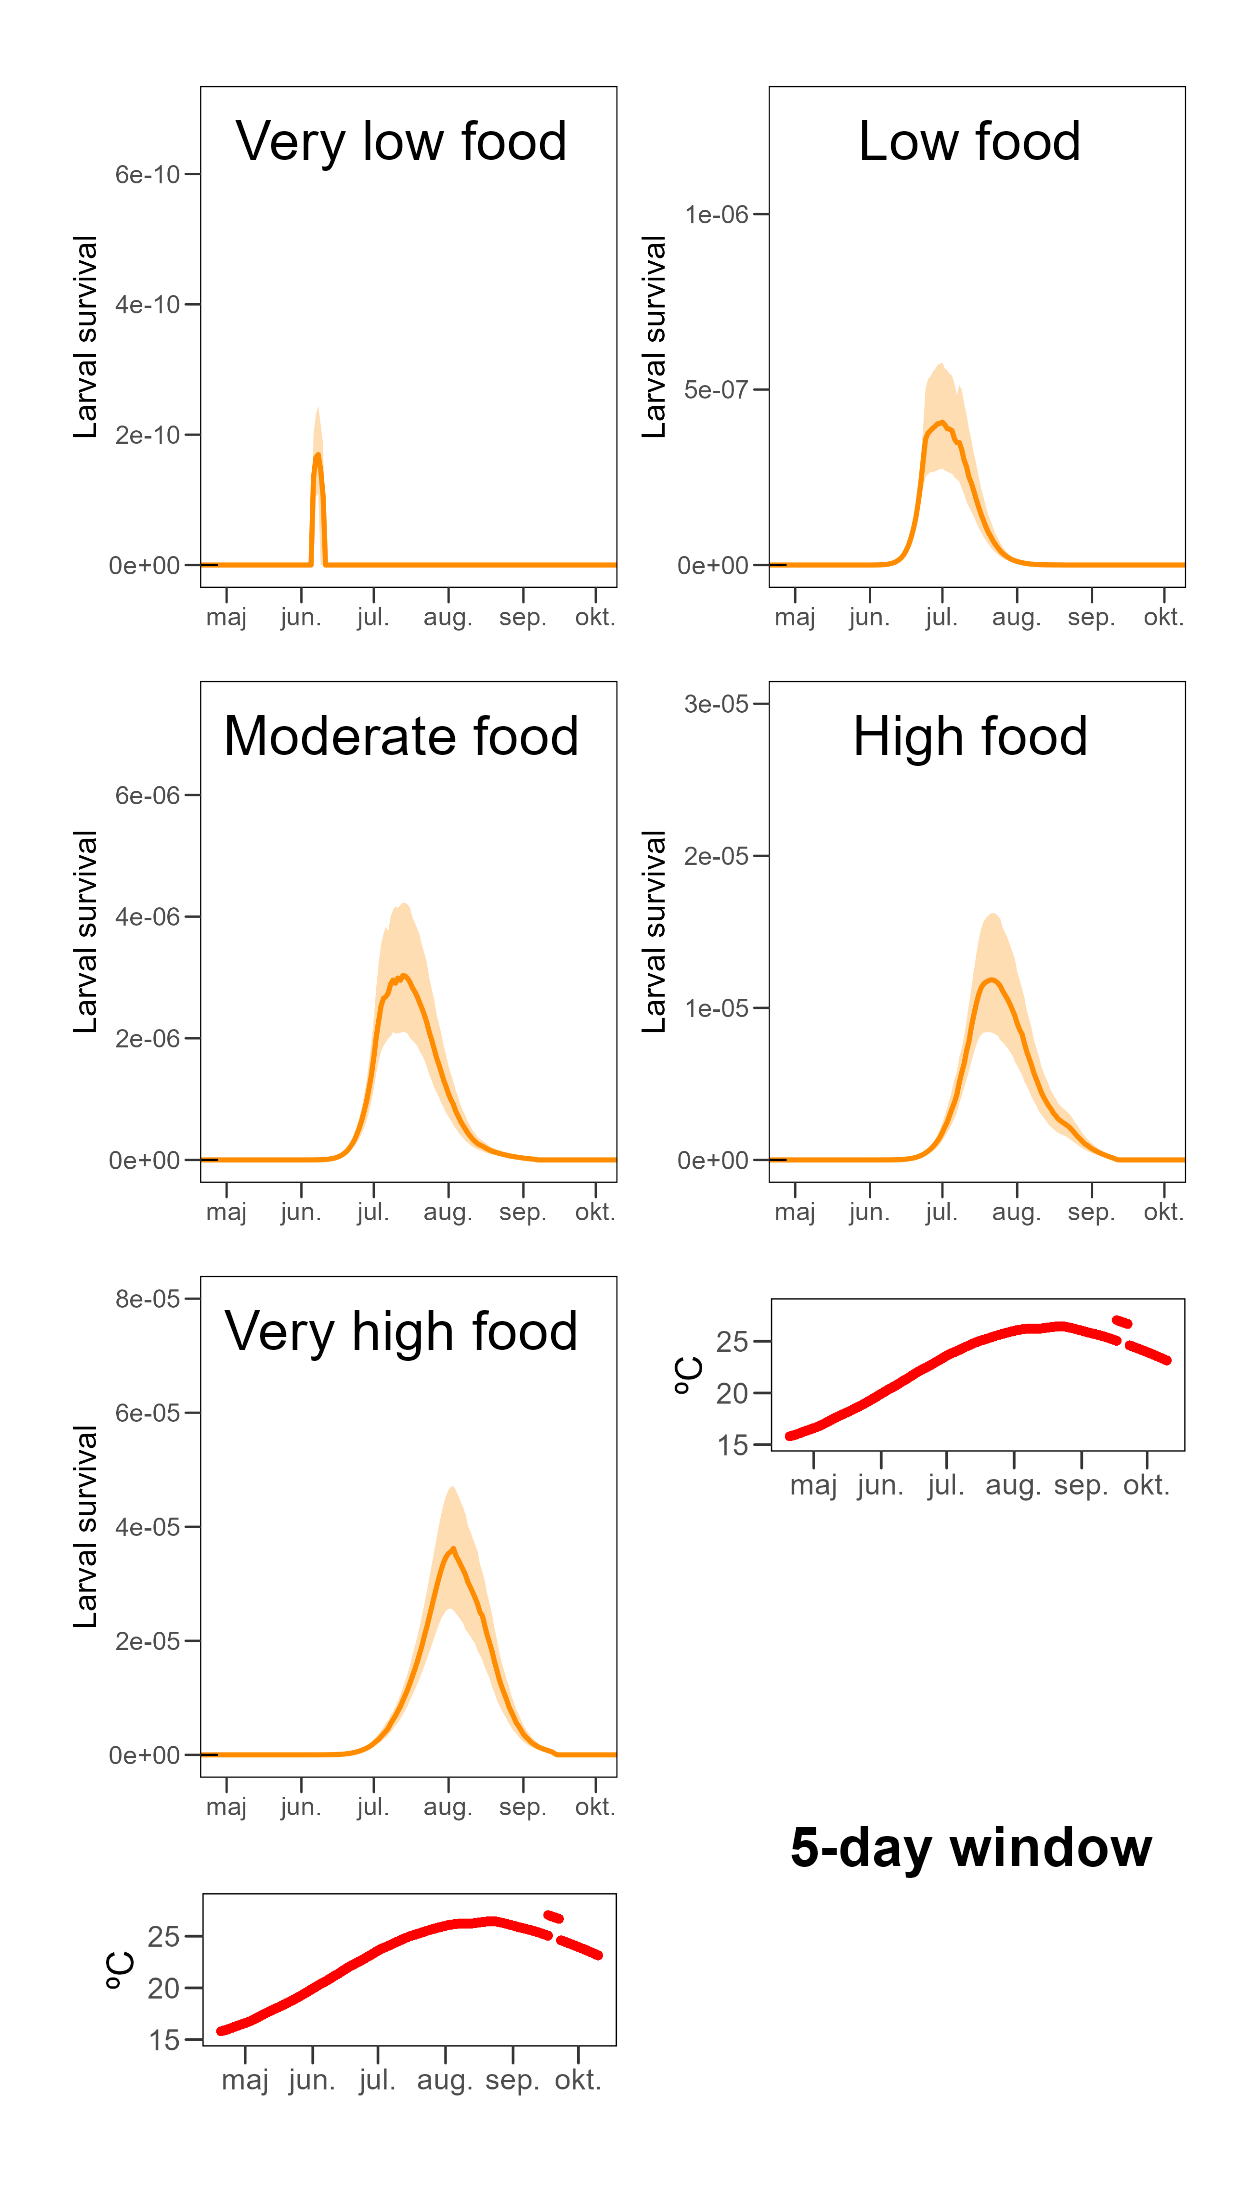 Very low food
Larval survival
6e-10
4e-10
2e-10
0e+00
maj jun. jul. aug. sep. okt.
Low food
Larval survival
1e-06
5e-07
0e+00
maj jun. jul. aug. sep. okt.
Moderate food
Larval survival
6e-06
4e-06
2e-06
0e+00
maj jun. jul. aug. sep. okt.
High food
Larval survival
3e-05
2e-05
1e-05
0e+00
maj jun. jul. aug. sep. okt.
Very high food
Larval survival
8e-05
6e-05
4e-05
2e-05
0e+00
maj jun. jul. aug. sep. okt.
ºC
25
20
15
maj jun. jul. aug. sep. okt.
5-day window
ºC
25
20
15
maj jun. jul. aug. sep. okt.